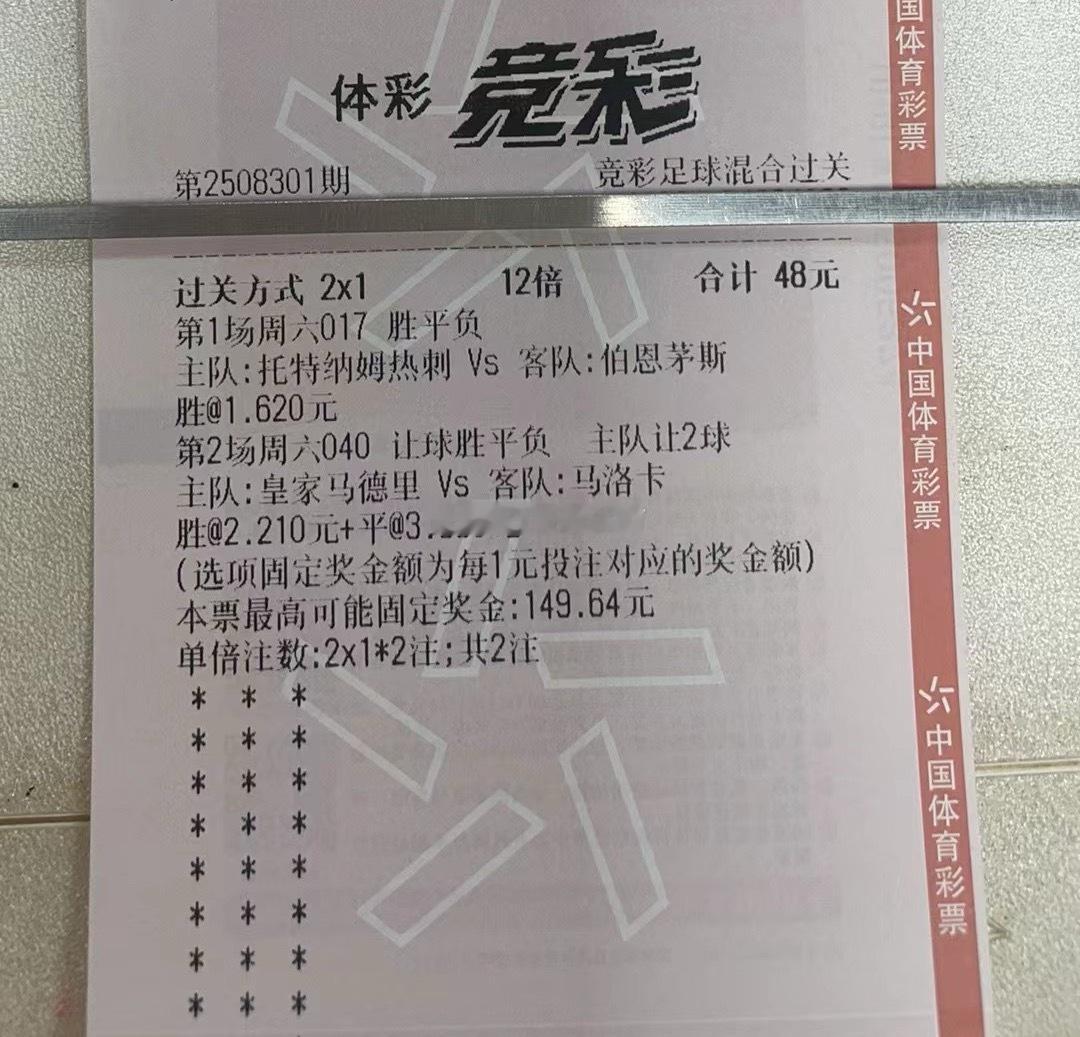 体彩 竞彩
第2508301期 竞彩足球混合过关
过关方式 2x1 12倍 合计 48元
第1场周六017 胜平负
主队:托特纳姆热刺 Vs 客队:伯恩茅斯
胜@1.620元
第2场周六040 让球胜平负 主队让2球
主队:皇家马德里 Vs 客队:马洛卡
胜@2.210元+平@3.
(选项固定奖金额为每1元投注对应的奖金额)
本票最高可能固定奖金:149.64元
单倍注数:2x1*2注;共2注
* * *
* * *
* * *
* * *
* * *
* * *
* * *
* * *
国体育彩票
中国体育彩票
中国体育彩票